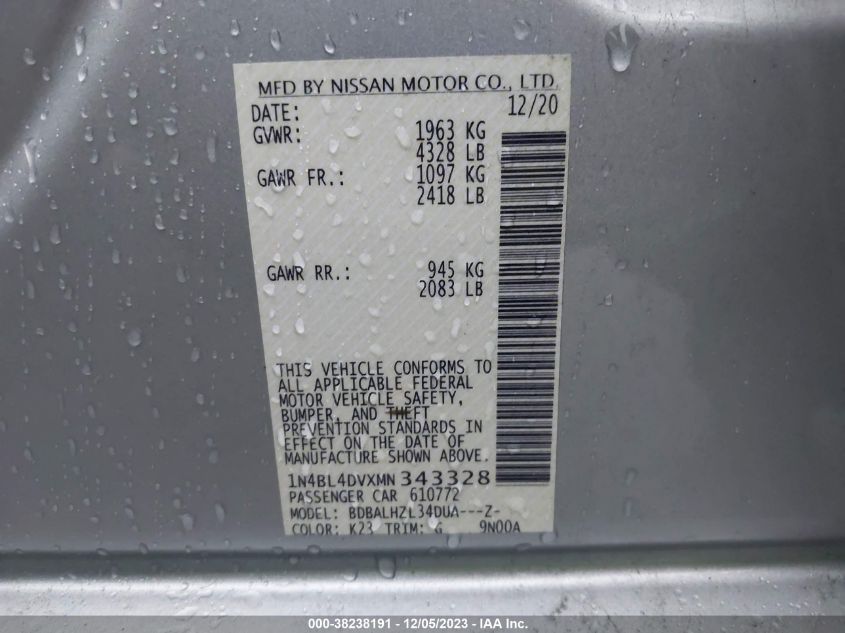 MFD BY NISSAN MOTOR CO., LTD.
DATE: 12/20
GVWR: 1963 KG
4328 LB
GAWR FR.: 1097 KG
2418 LB
GAWR RR.: 945 KG
2083 LB
THIS VEHICLE CONFORMS TO
ALL APPLICABLE FEDERAL
MOTOR VEHICLE SAFETY,
BUMPER, AND THEFT
PREVENTION STANDARDS IN
EFFECT ON THE DATE OF
MANUFACTURE SHOWN ABOVE.
1N4BL4DVXMN343328
PASSENGER CAR 610772
MODEL: BDBALHZL34DUA---Z-
COLOR: K23 TRIM: G 9N00A
000-38238191 - 12/05/2023 - IAA Inc.